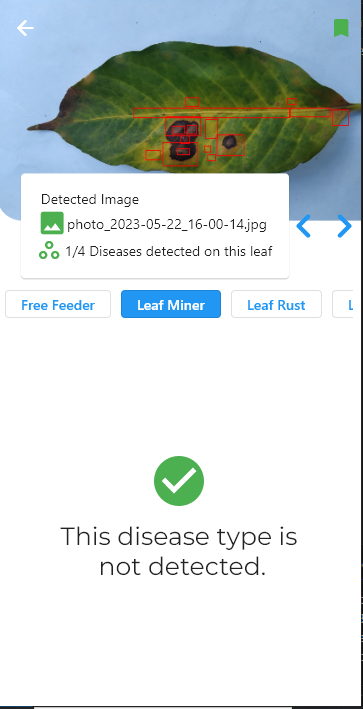 Detected Image
photo_2023-05-22_16-00-14.jpg
1/4 Diseases detected on this leaf
Free Feeder
Leaf Miner
Leaf Rust
L
This disease type is
not detected.